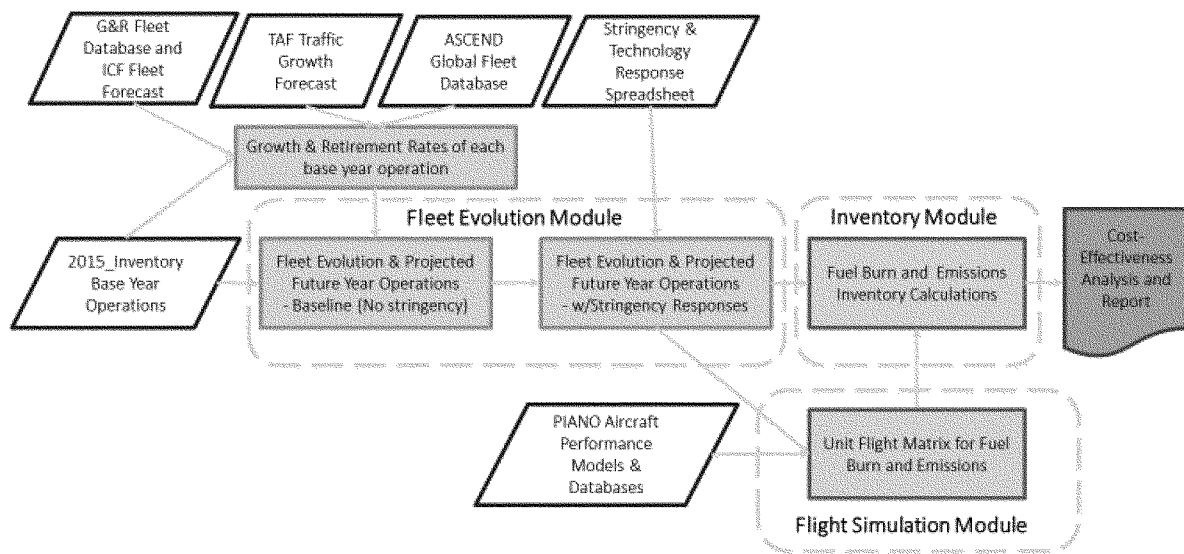 G&R Fleet
Database and
ICF Fleet
Forecast
TAF Traffic
Growth
Forecast
ASCEND
Global Fleet
Database
Stringency &
Technology
Response
Spreadsheet
Growth & Retirement Rates of each
base year operation
Fleet Evolution Module
Inventory Module
2015_Inventory
Base Year
Operations
Fleet Evolution & Projected
Future Year Operations
- Baseline (No stringency)
Fleet Evolution & Projected
Future Year Operations
- w/Stringency Responses
Fuel Burn and Emissions
Inventory Calculations
Cost-
Effectiveness
Analysis and
Report
PIANO Aircraft
Performance
Models &
Databases
Unit Flight Matrix for Fuel
Burn and Emissions
Flight Simulation Module